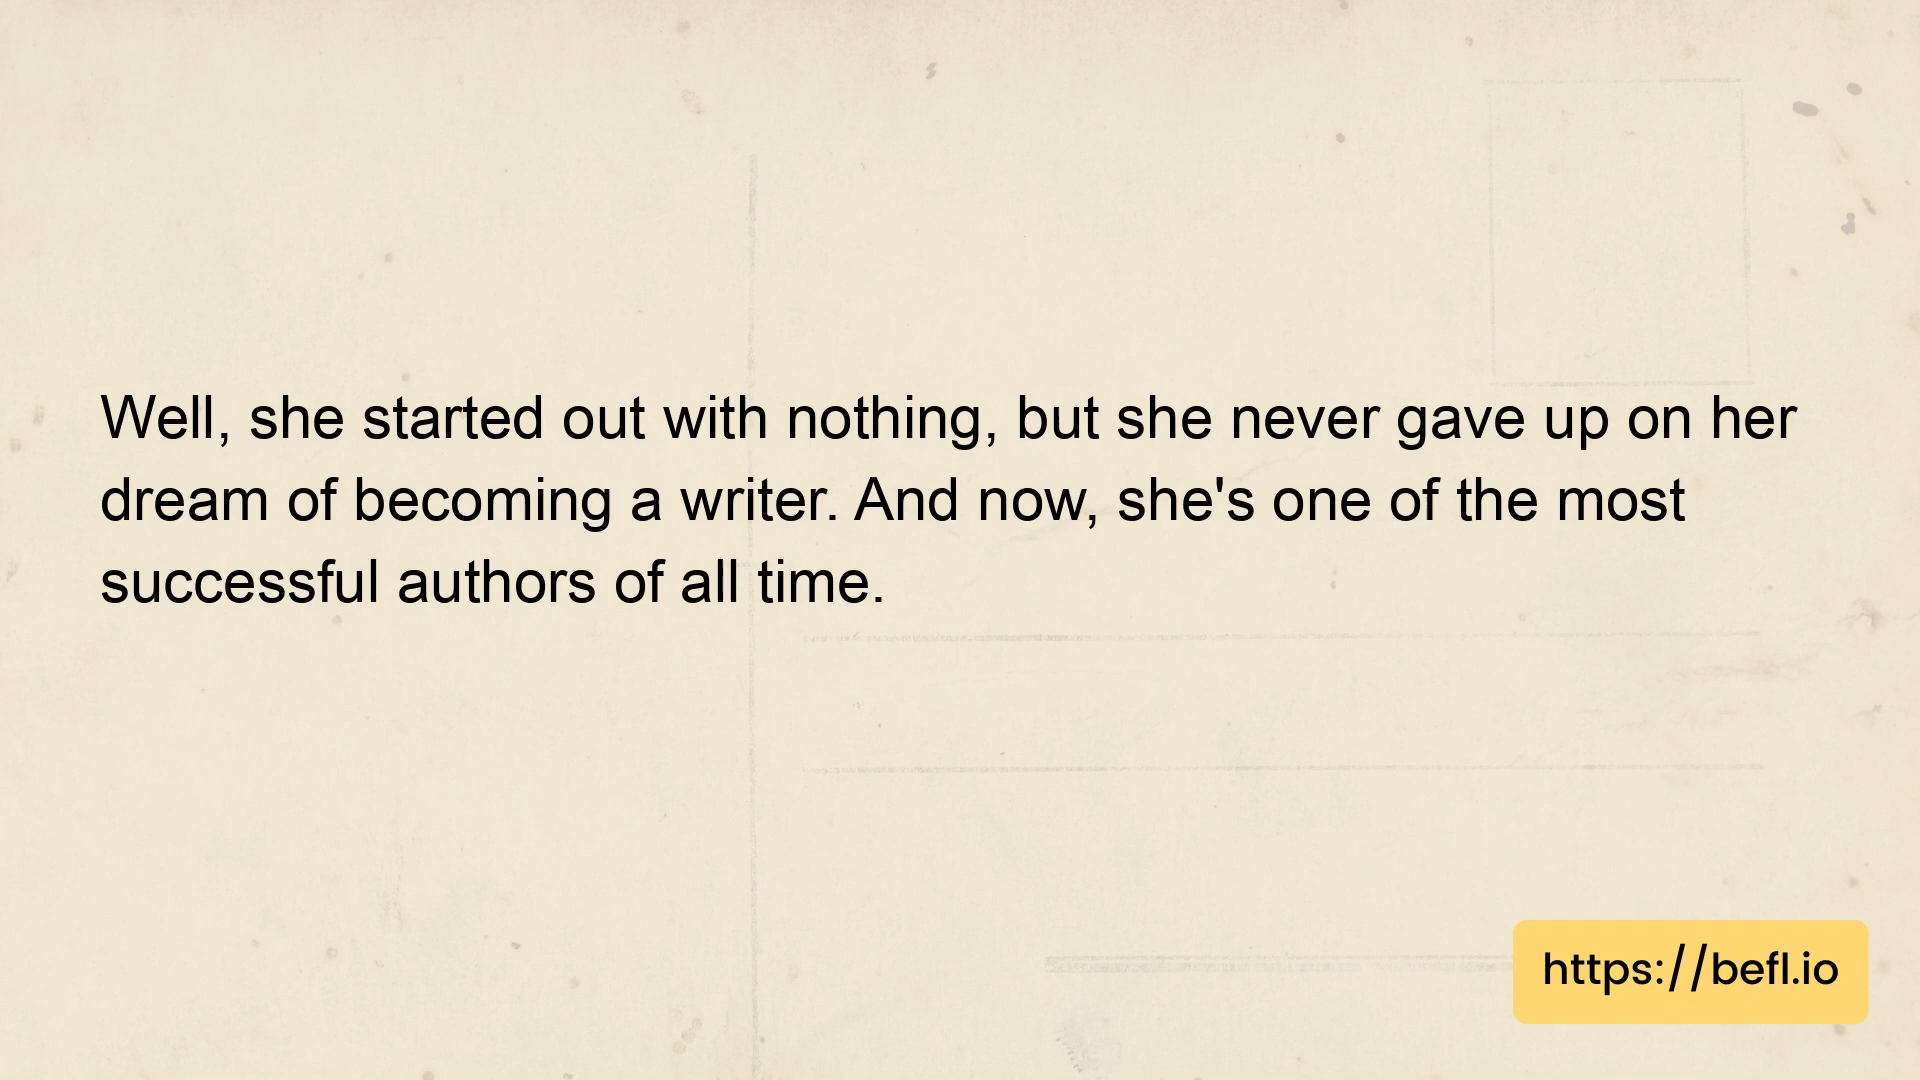 Well, she started out with nothing, but she never gave up on her
dream of becoming a writer. And now, she's one of the most
successful authors of all time.
https://befl.io